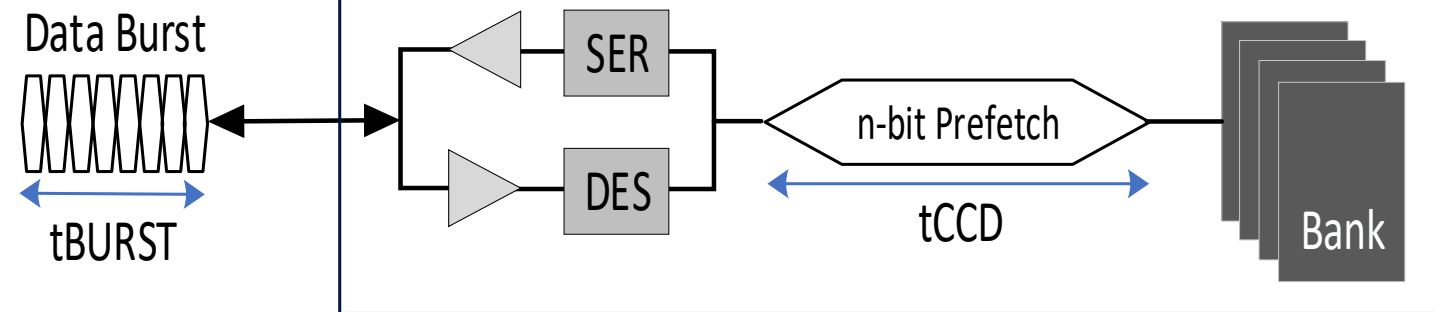 Data Burst
tBURST
SER
DES
n-bit Prefetch
tCCD
Bank